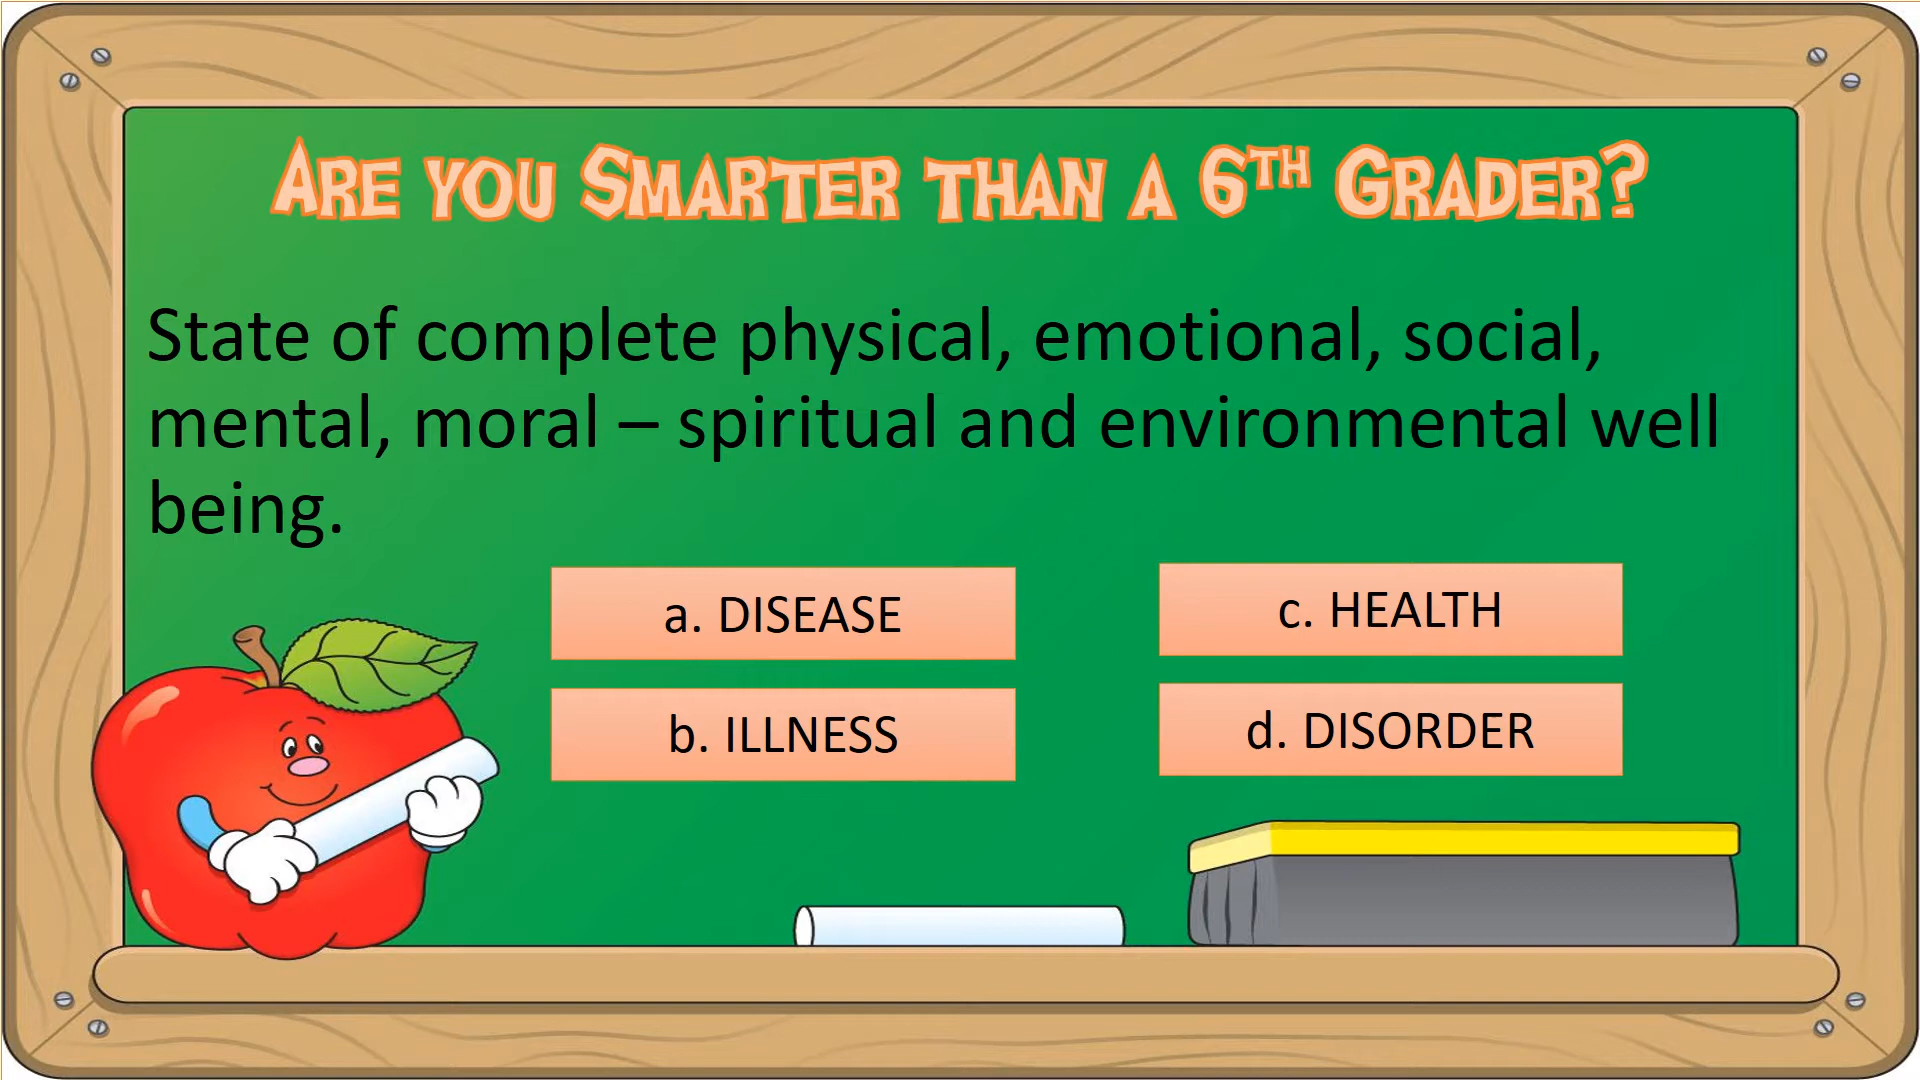 ARE YOU SMARTER THAN A 6TH GRADER?
State of complete physical, emotional, social,
mental, moral – spiritual and environmental well
being.
a. DISEASE
b. ILLNESS
c. HEALTH
d. DISORDER